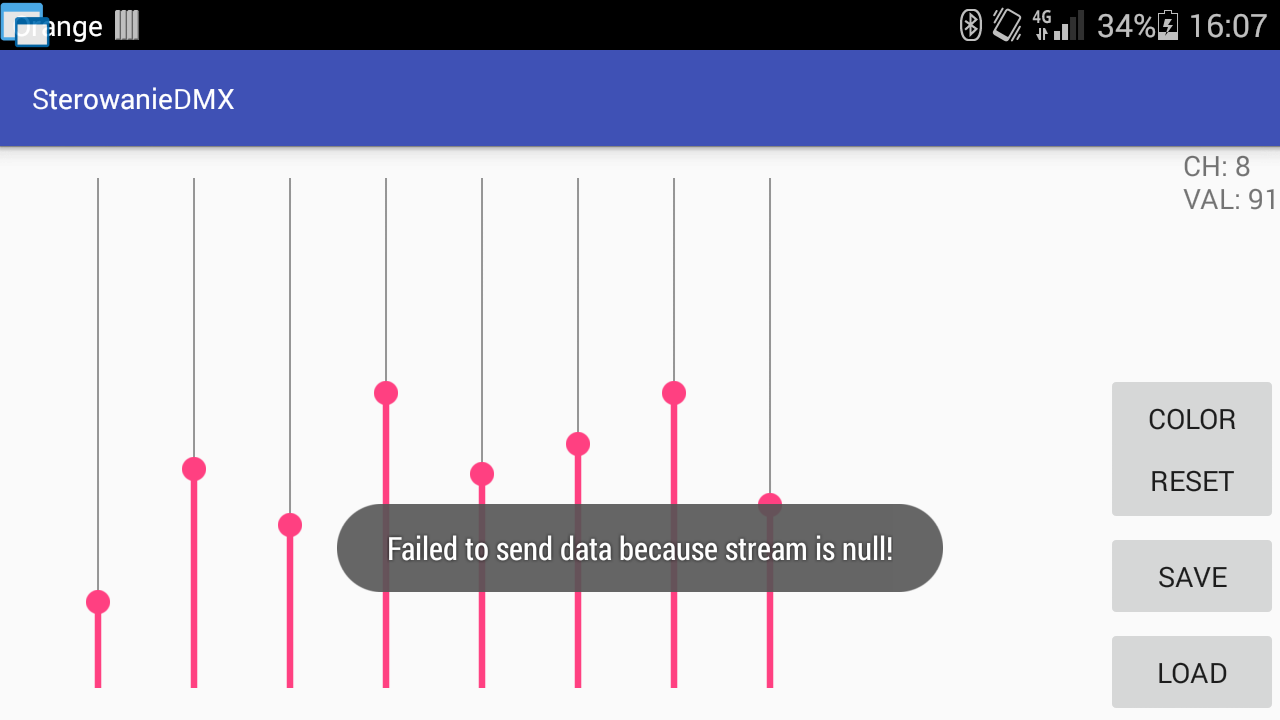 Orange 4G 34% 16:07
SterowanieDMX
CH: 8
VAL: 91
COLOR
RESET
Failed to send data because stream is null!
SAVE
LOAD